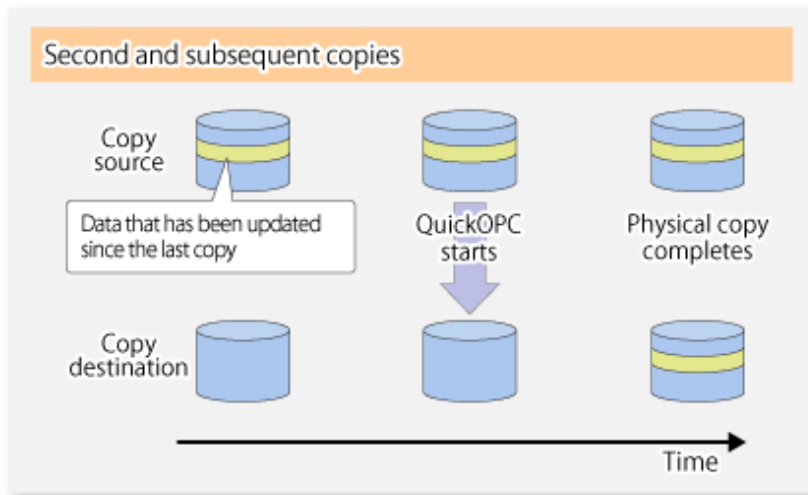 Second and subsequent copies
Copy
source
Data that has been updated
since the last copy
QuickOPC
starts
Physical copy
completes
Copy
destination
Time